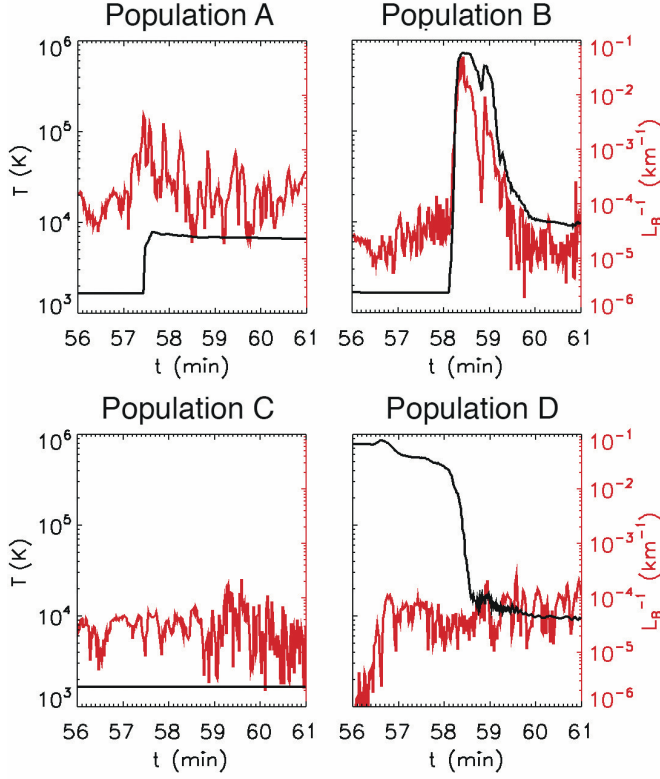 Population A
Population B
10^6
10^5
10^4
10^3
T (K)
56 57 58 59 60 61
t (min)
56 57 58 59 60 61
t (min)
10^-1
10^-2
10^-3
10^-4
10^-5
10^-6
L_B^-1 (km^-1)
Population C
Population D
10^6
10^5
10^4
10^3
T (K)
56 57 58 59 60 61
t (min)
56 57 58 59 60 61
t (min)
10^-1
10^-2
10^-3
10^-4
10^-5
10^-6
L_B^-1 (km^-1)